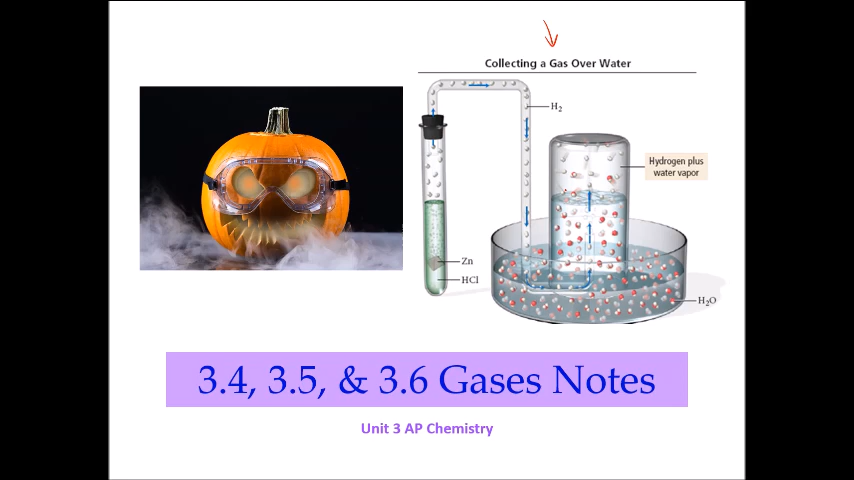 Collecting a Gas Over Water
H₂
Hydrogen plus
water vapor
Zn
HCl
H₂O
3.4, 3.5, & 3.6 Gases Notes
Unit 3 AP Chemistry